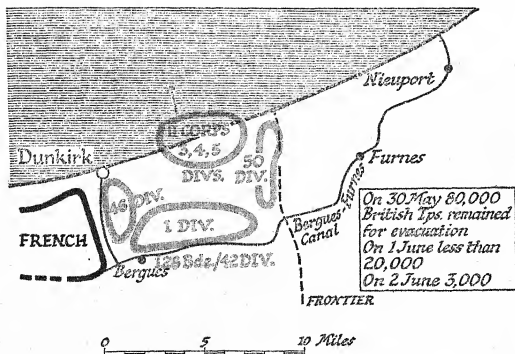 Nieuport
II CORPS
3, 4, 5
DIVS.
50
DIV.
Dunkirk
Furnes
46 DIV.
1 DIV.
FRENCH
Bergues
126 Bde/42 DIV.
Bergues Furnes
Canal
On 30 May 80,000
British Tps. remained
for evacuation
On 1 June less than
20,000
On 2 June 3,000
FRONTIER
0 5 10 Miles